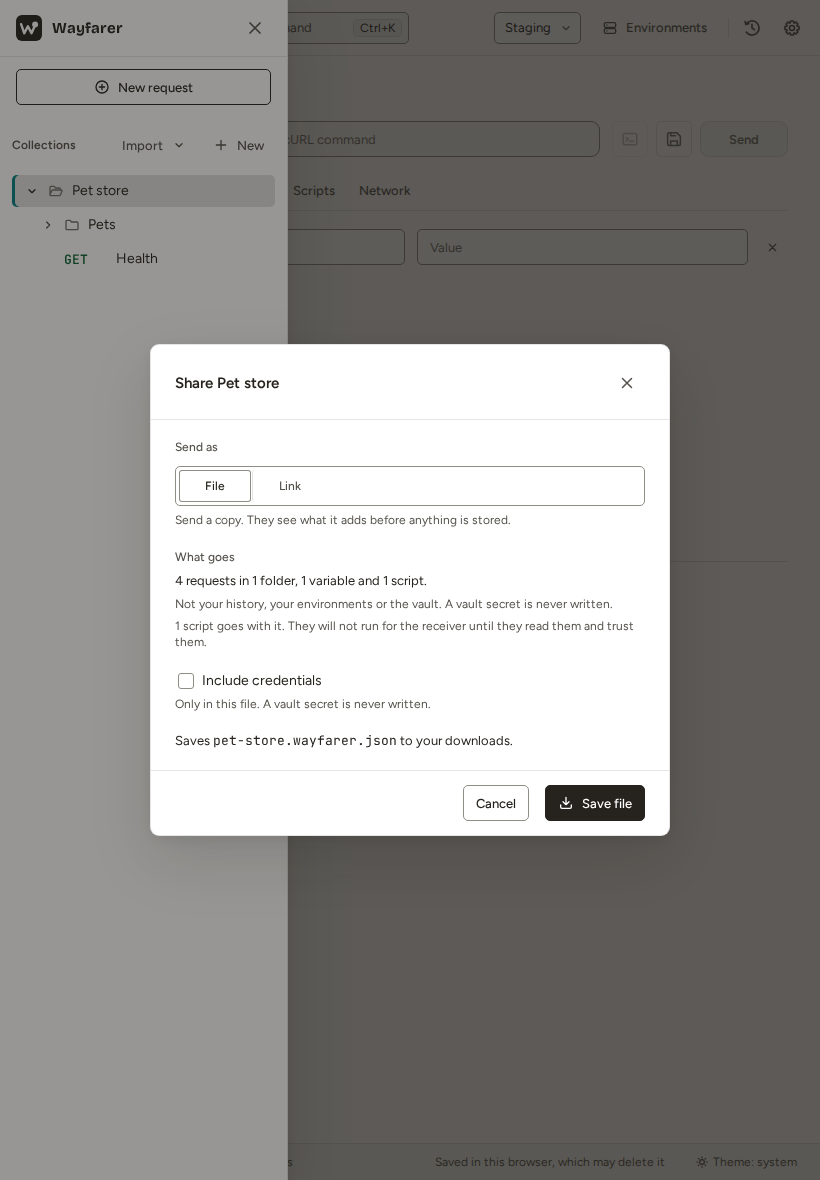 Wayfarer
Ctrl+K
Staging
Environments
New request
Collections
Import
New
cURL command
Send
Pet store
Scripts
Network
Pets
Value
GET
Health
Share Pet store
Send as
File
Link
Send a copy. They see what it adds before anything is stored.
What goes
4 requests in 1 folder, 1 variable and 1 script.
Not your history, your environments or the vault. A vault secret is never written.
1 script goes with it. They will not run for the receiver until they read them and trust
them.
Include credentials
Only in this file. A vault secret is never written.
Saves pet-store.wayfarer.json to your downloads.
Cancel
Save file
Saved in this browser, which may delete it
Theme: system